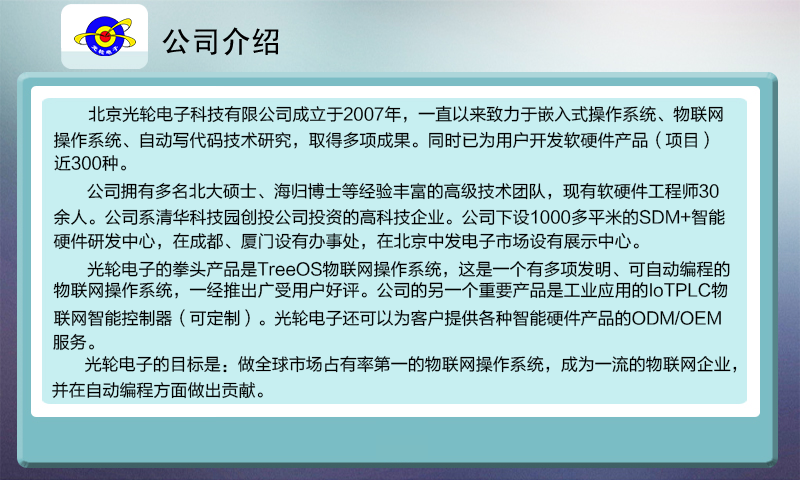 光轮电子
公司介绍
北京光轮电子科技有限公司成立于2007年，一直以来致力于嵌入式操作系统、物联网
操作系统、自动写代码技术研究，取得多项成果。同时已为用户开发软硬件产品（项目）
近300种。
公司拥有多名北大硕士、海归博士等经验丰富的高级技术团队，现有软硬件工程师30
余人。公司系清华科技园创投公司投资的高科技企业。公司下设1000多平米的SDM+智能
硬件研发中心，在成都、厦门设有办事处，在北京中发电子市场设有展示中心。
光轮电子的拳头产品是TreeOS物联网操作系统，这是一个有多项发明、可自动编程的
物联网操作系统，一经推出广受用户好评。公司的另一个重要产品是工业应用的IoTPLC物
联网智能控制器（可定制）。光轮电子还可以为客户提供各种智能硬件产品的ODM/OEM
服务。
光轮电子的目标是：做全球市场占有率第一的物联网操作系统，成为一流的物联网企业，
并在自动编程方面做出贡献。